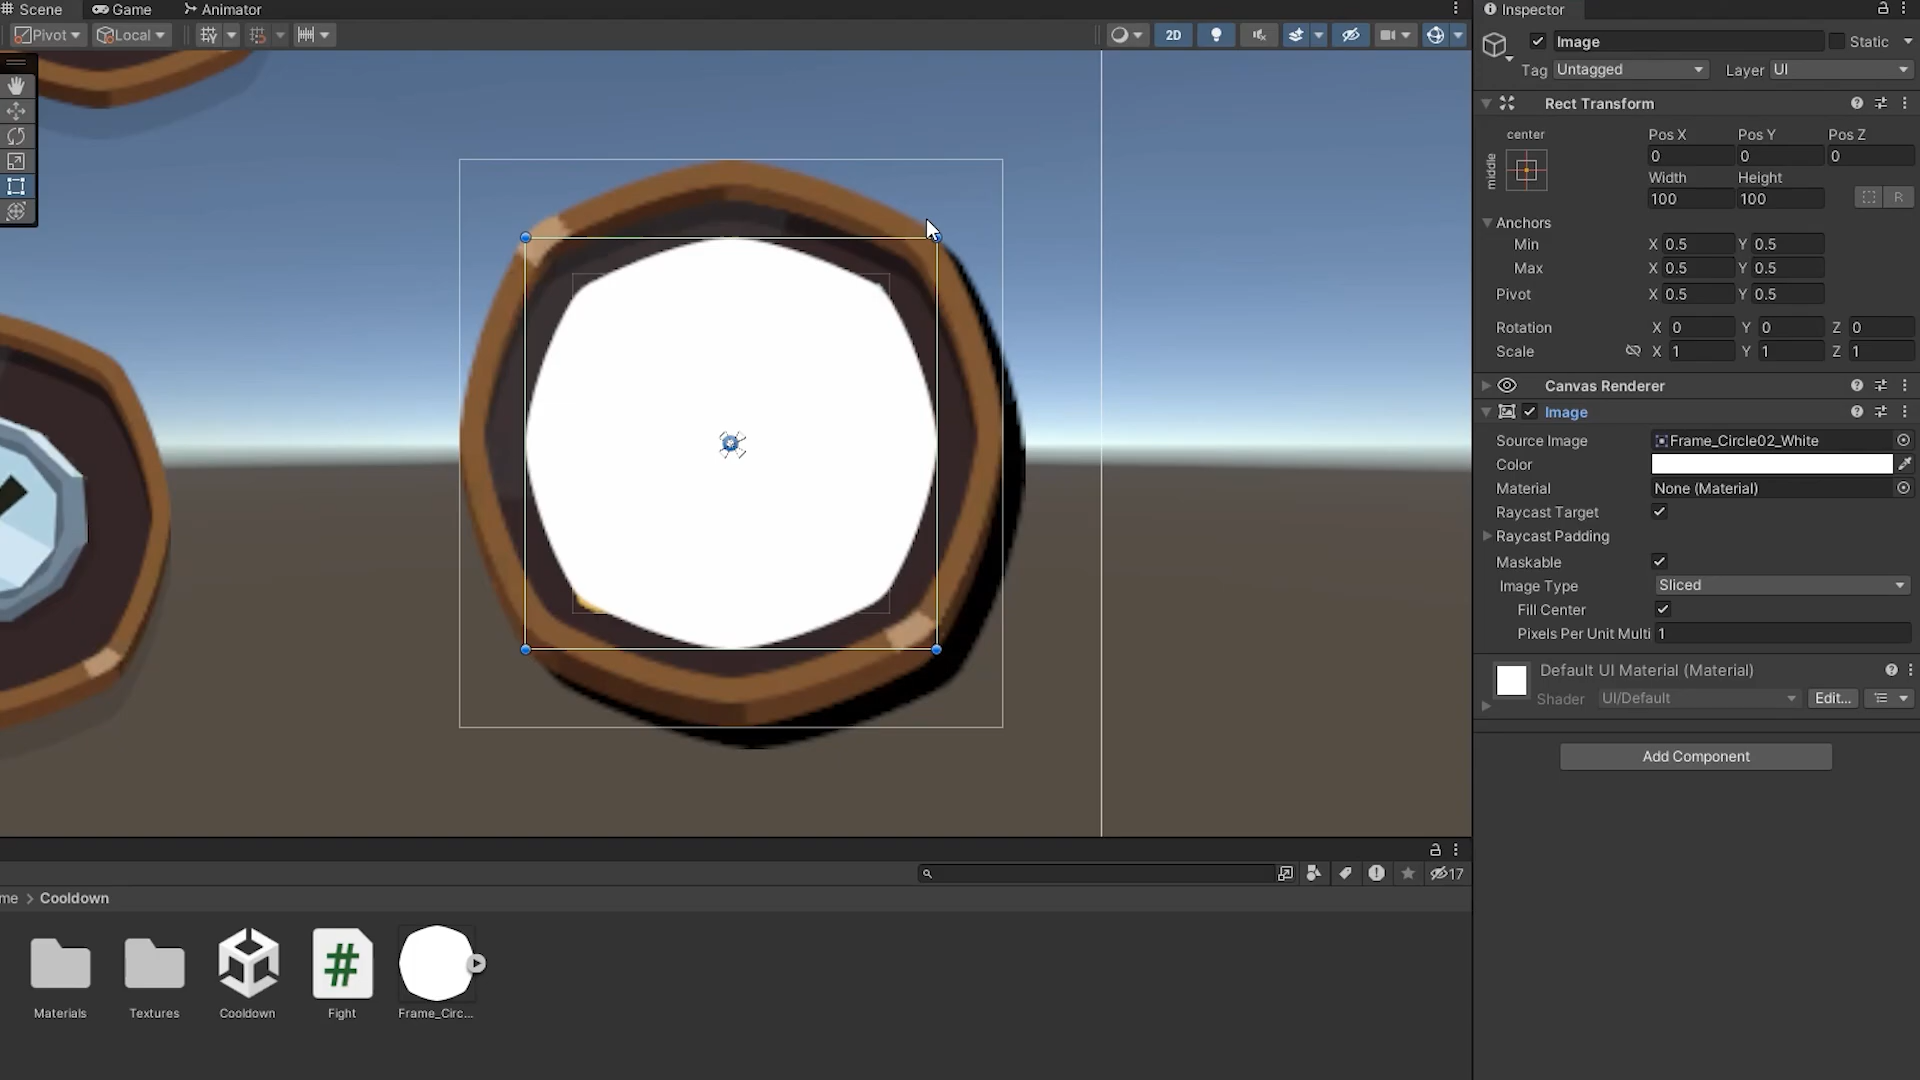 Scene Game Animator
Pivot Local
2D
me > Cooldown
17
Materials Textures Cooldown Fight Frame_Circ...
Inspector
Image Static
Tag Untagged Layer UI
Rect Transform
center
middle
Pos X Pos Y Pos Z
0 0 0
Width Height
100 100
R
Anchors
Min X 0.5 Y 0.5
Max X 0.5 Y 0.5
Pivot X 0.5 Y 0.5
Rotation X 0 Y 0 Z 0
Scale X 1 Y 1 Z 1
Canvas Renderer
Image
Source Image Frame_Circle02_White
Color
Material None (Material)
Raycast Target
Raycast Padding
Maskable
Image Type Sliced
Fill Center
Pixels Per Unit Multi 1
Default UI Material (Material)
Shader UI/Default Edit...
Add Component